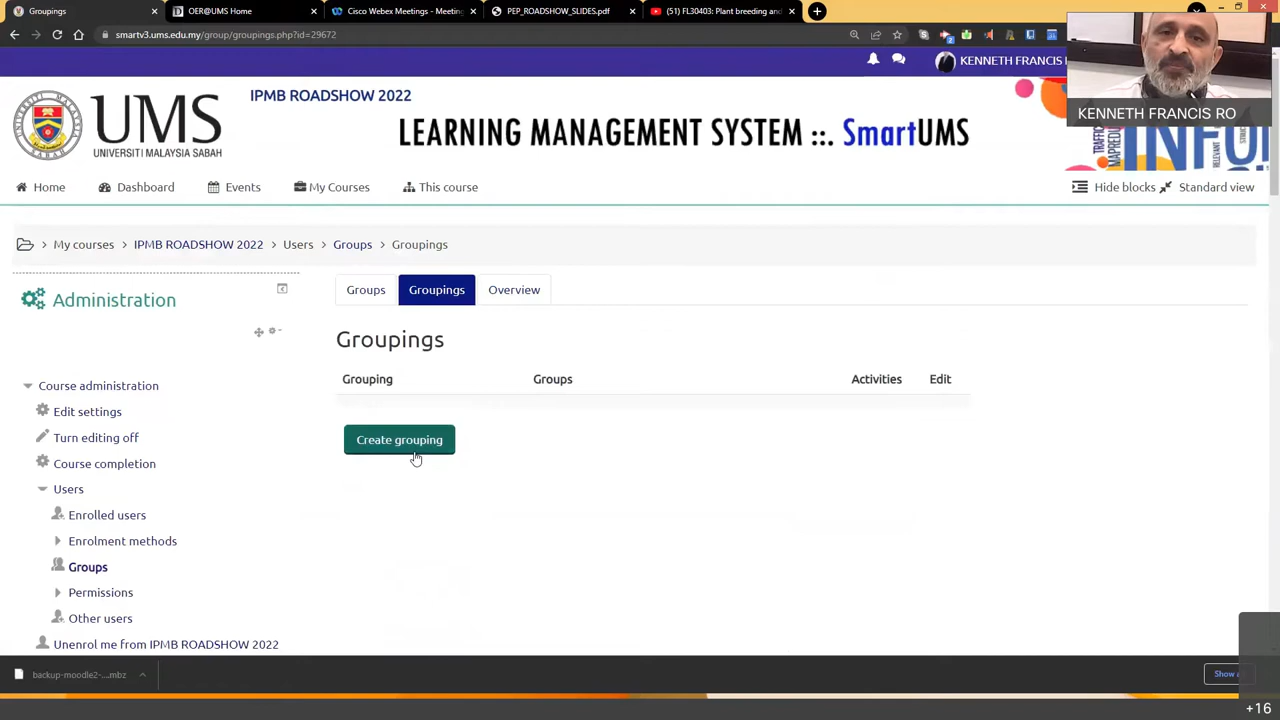 Groupings
OER@UMS Home
Cisco Webex Meetings - Meeting
PEP_ROADSHOW_SLIDES.pdf
(51) FL30403: Plant breeding and
smartv3.ums.edu.my/group/groupings.php?id=29672
KENNETH FRANCIS
KENNETH FRANCIS RO
UMS
UNIVERSITI MALAYSIA SABAH
IPMB ROADSHOW 2022
LEARNING MANAGEMENT SYSTEM ::. SmartUMS
INFO!
Home
Dashboard
Events
My Courses
This course
Hide blocks
Standard view
My courses > IPMB ROADSHOW 2022 > Users > Groups > Groupings
Administration
Groups
Groupings
Overview
Groupings
Grouping
Groups
Activities
Edit
Create grouping
Course administration
Edit settings
Turn editing off
Course completion
Users
Enrolled users
Enrolment methods
Groups
Permissions
Other users
Unenrol me from IPMB ROADSHOW 2022
backup-moodle2-....mbz
Show
+16